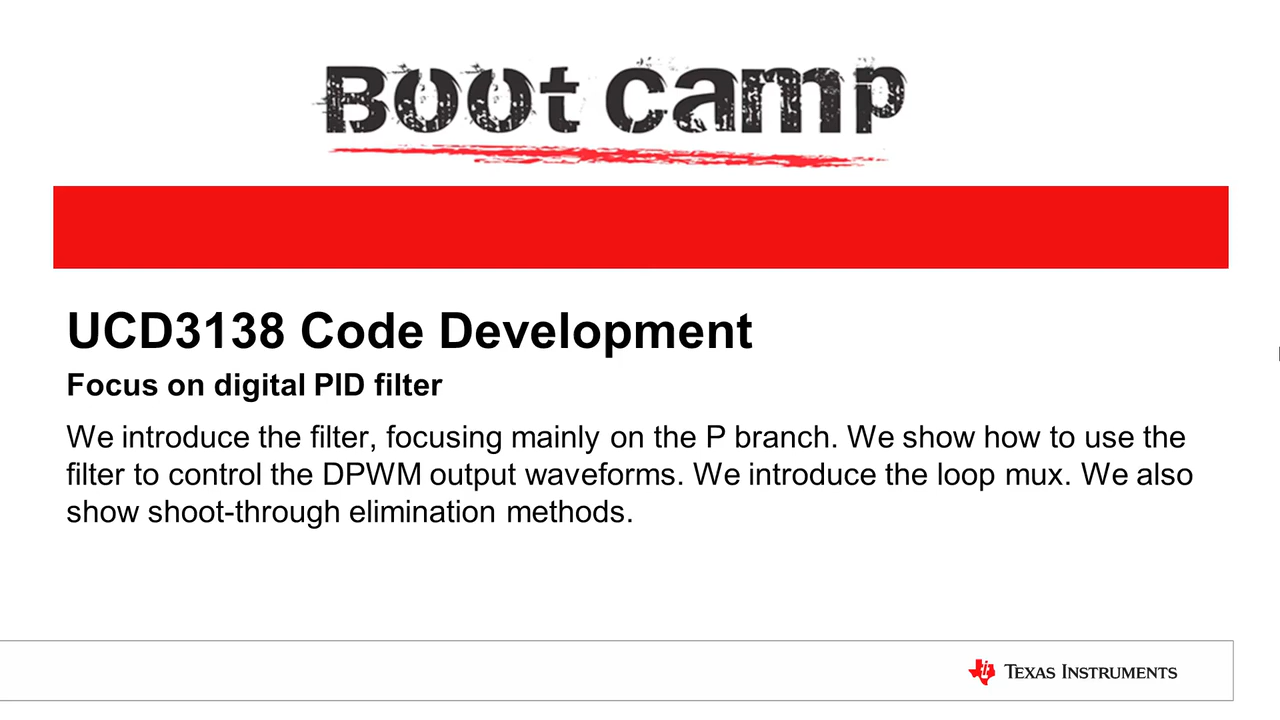 Boot camp
UCD3138 Code Development
Focus on digital PID filter
We introduce the filter, focusing mainly on the P branch. We show how to use the
filter to control the DPWM output waveforms. We introduce the loop mux. We also
show shoot-through elimination methods.
TEXAS INSTRUMENTS